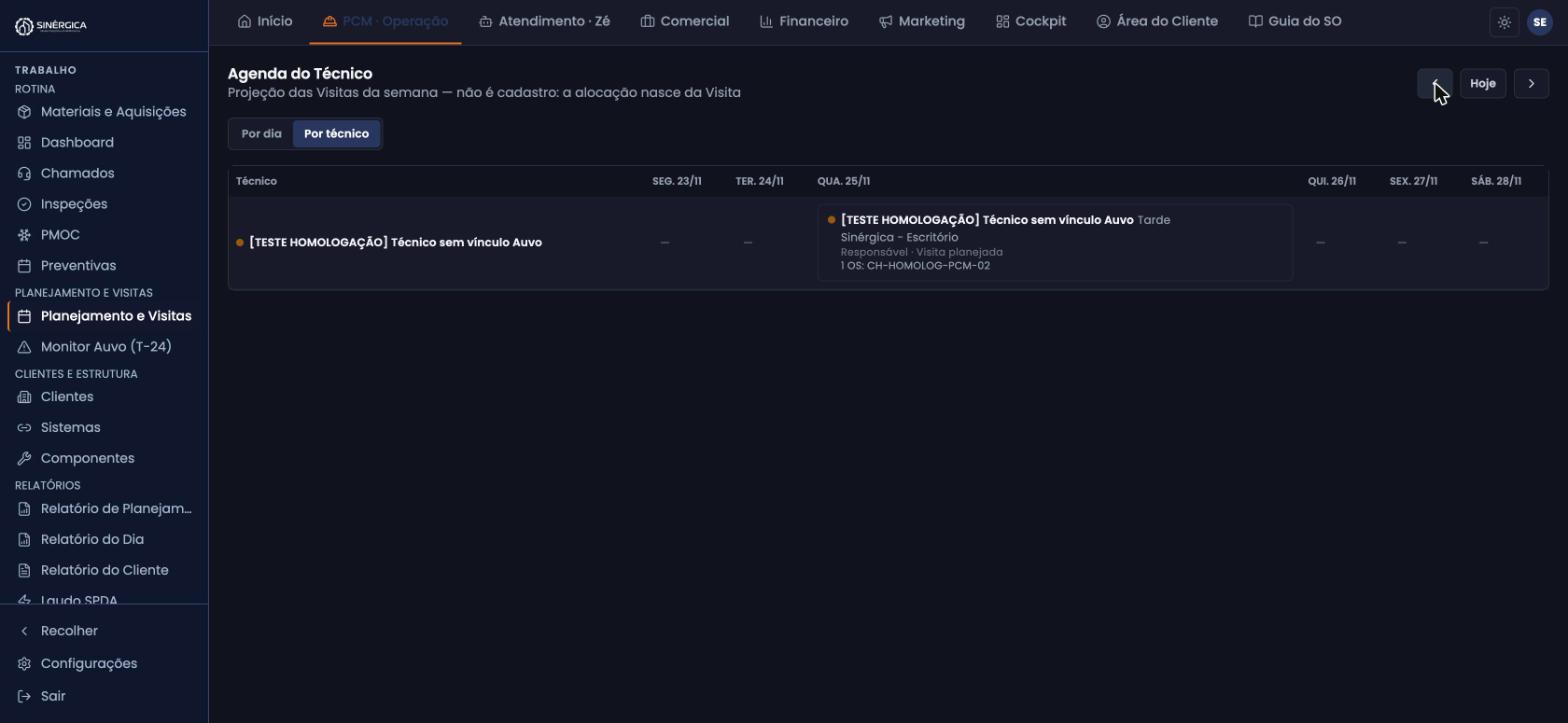 SINÉRGICA
Início
PCM · Operação
Atendimento · Zé
Comercial
Financeiro
Marketing
Cockpit
Área do Cliente
Guia do SO
SE
TRABALHO
ROTINA
Materiais e Aquisições
Dashboard
Chamados
Inspeções
PMOC
Preventivas
PLANEJAMENTO E VISITAS
Planejamento e Visitas
Monitor Auvo (T-24)
CLIENTES E ESTRUTURA
Clientes
Sistemas
Componentes
RELATÓRIOS
Relatório de Planejam...
Relatório do Dia
Relatório do Cliente
Laudo SPDA
Recolher
Configurações
Sair
Agenda do Técnico
Projeção das Visitas da semana — não é cadastro: a alocação nasce da Visita
Hoje
Por dia
Por técnico
Técnico
SEG. 23/11
TER. 24/11
QUA. 25/11
QUI. 26/11
SEX. 27/11
SÁB. 28/11
[TESTE HOMOLOGAÇÃO] Técnico sem vínculo Auvo
—
—
[TESTE HOMOLOGAÇÃO] Técnico sem vínculo Auvo Tarde
Sinérgica - Escritório
Responsável · Visita planejada
1 OS: CH-HOMOLOG-PCM-02
—
—
—